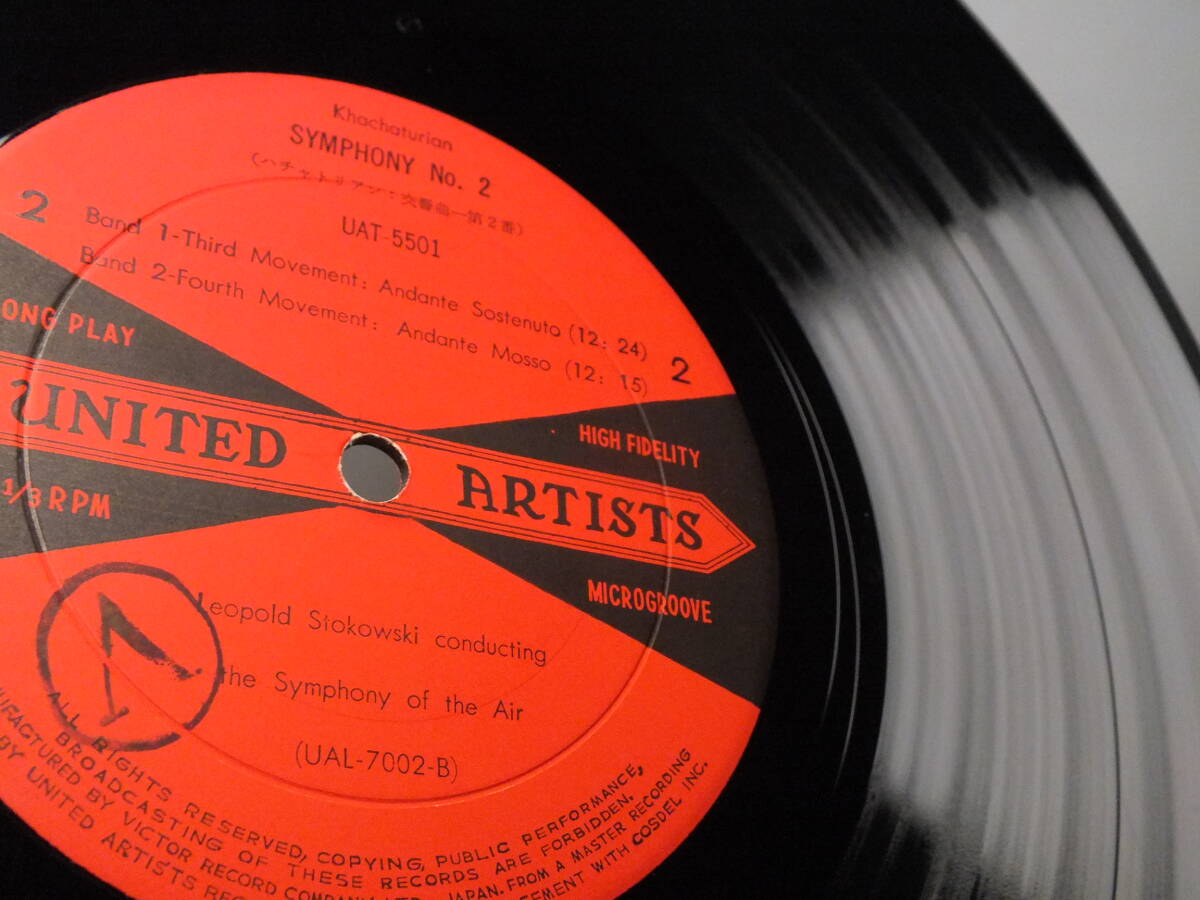 Khachaturian
SYMPHONY No. 2
(ハチャトリアン:交響曲—第2番)
UAT-5501
2
Band 1-Third Movement: Andante Sostenuto (12: 24)
Band 2-Fourth Movement: Andante Mosso (12: 15)
2
ONG PLAY
HIGH FIDELITY
UNITED ARTISTS
1/3 RPM
MICROGROOVE
Leopold Stokowski conducting
the Symphony of the Air
(UAL-7002-B)
ALL RIGHTS RESERVED, COPYING, PUBLIC PERFORMANCE,
BROADCASTING OF THESE RECORDS ARE FORBIDDEN.
UFACTURED BY VICTOR RECORD COMPANY LTD., JAPAN. FROM A MASTER RECORDING
BY UNITED ARTISTS REC GEMENT WITH COSDEL INC.